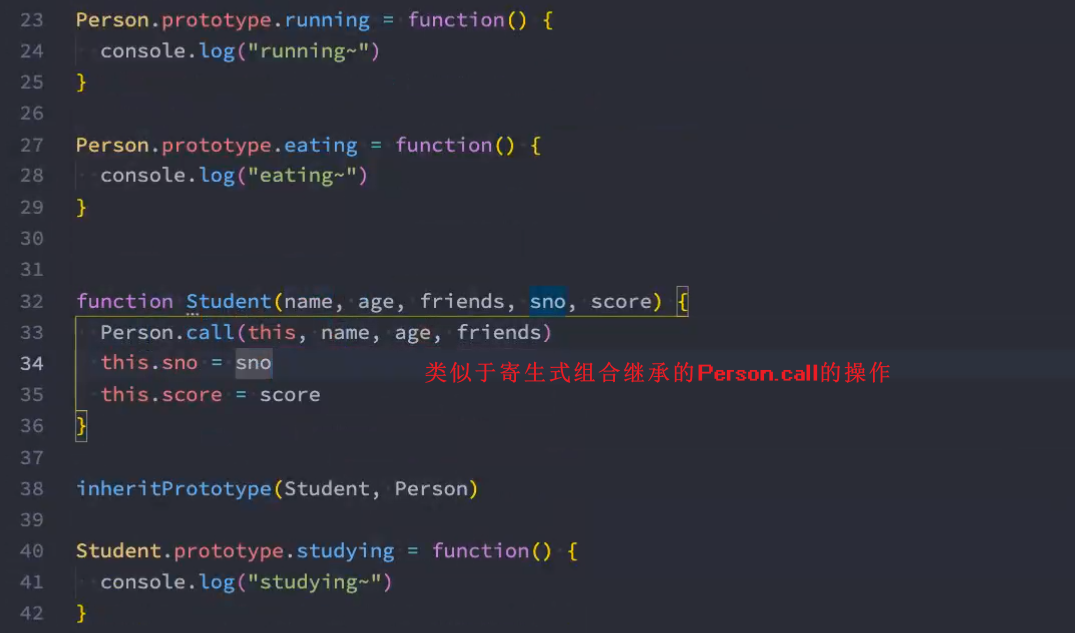 23 Person.prototype.running = function() {
24 console.log("running~")
25 }
26
27 Person.prototype.eating = function() {
28 console.log("eating~")
29 }
30
31
32 function Student(name, age, friends, sno, score) {
33 Person.call(this, name, age, friends)
34 this.sno = sno
类似于寄生式组合继承的Person.call的操作
35 this.score = score
36 }
37
38 inheritPrototype(Student, Person)
39
40 Student.prototype.studying = function() {
41 console.log("studying~")
42 }